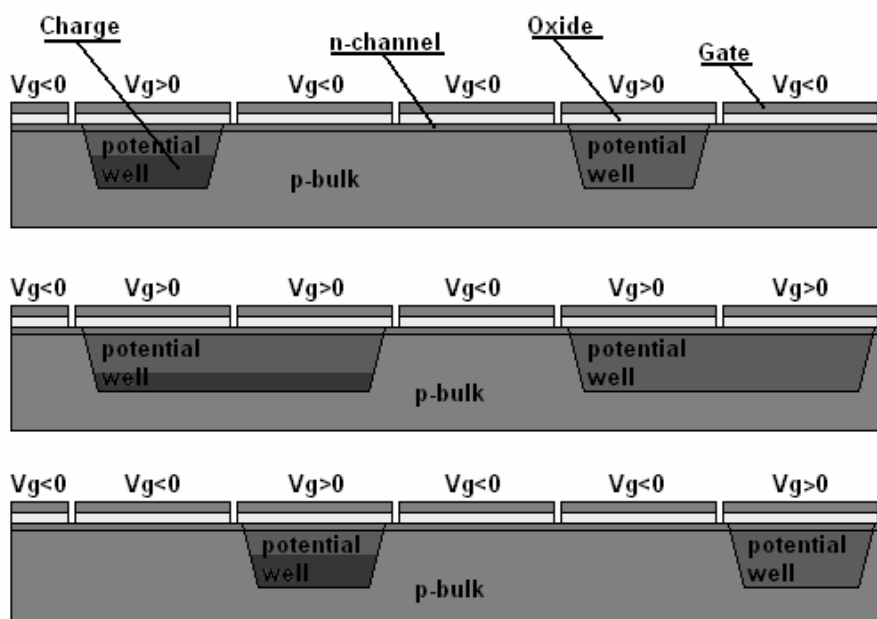 Charge
n-channel
Oxide
Gate
Vg<0 Vg>0 Vg<0 Vg<0 Vg>0 Vg<0
potential potential
well well
p-bulk
Vg<0 Vg>0 Vg>0 Vg<0 Vg>0 Vg>0
potential potential
well well
p-bulk
Vg<0 Vg<0 Vg>0 Vg<0 Vg<0 Vg>0
potential potential
well well
p-bulk